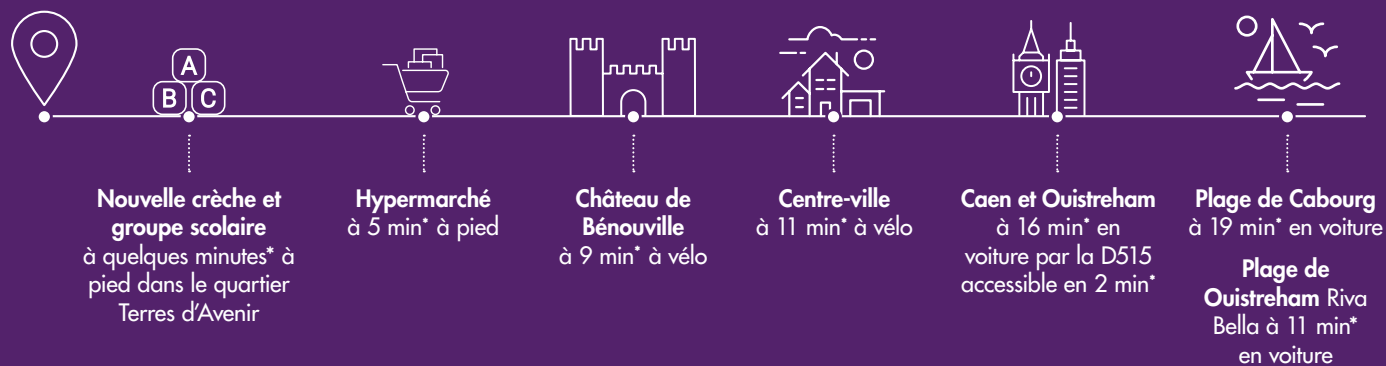 A
B C
Nouvelle crèche et
groupe scolaire
à quelques minutes* à
pied dans le quartier
Terres d'Avenir
Hypermarché
à 5 min* à pied
Château de
Bénouville
à 9 min* à vélo
Centre-ville
à 11 min* à vélo
Caen et Ouistreham
à 16 min* en
voiture par la D515
accessible en 2 min*
Plage de Cabourg
à 19 min* en voiture
Plage de
Ouistreham Riva
Bella à 11 min*
en voiture